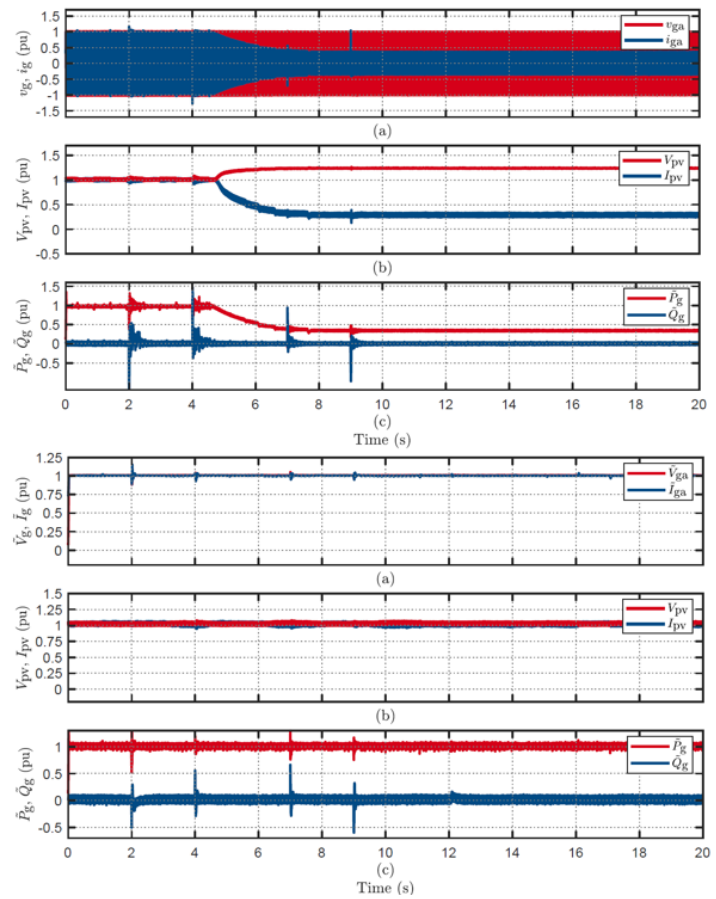 1.5
1
0.5
0
-0.5
-1
-1.5
vg, ig (pu)
vga
iga
(a)
1.5
1
0.5
0
-0.5
Vpv, Ipv (pu)
Vpv
Ipv
(b)
1.5
1
0.5
0
-0.5
P̃g, Q̃g (pu)
P̃g
Q̃g
0 2 4 6 8 10 12 14 16 18 20
(c)
Time (s)
1.25
1
0.75
0.5
0.25
0
Ṽg, Ĩg (pu)
Ṽga
Ĩga
(a)
1.5
1.25
1
0.75
0.5
0.25
0
Vpv, Ipv (pu)
Vpv
Ipv
(b)
1
0.5
0
-0.5
P̃g, Q̃g (pu)
P̃g
Q̃g
0 2 4 6 8 10 12 14 16 18 20
(c)
Time (s)